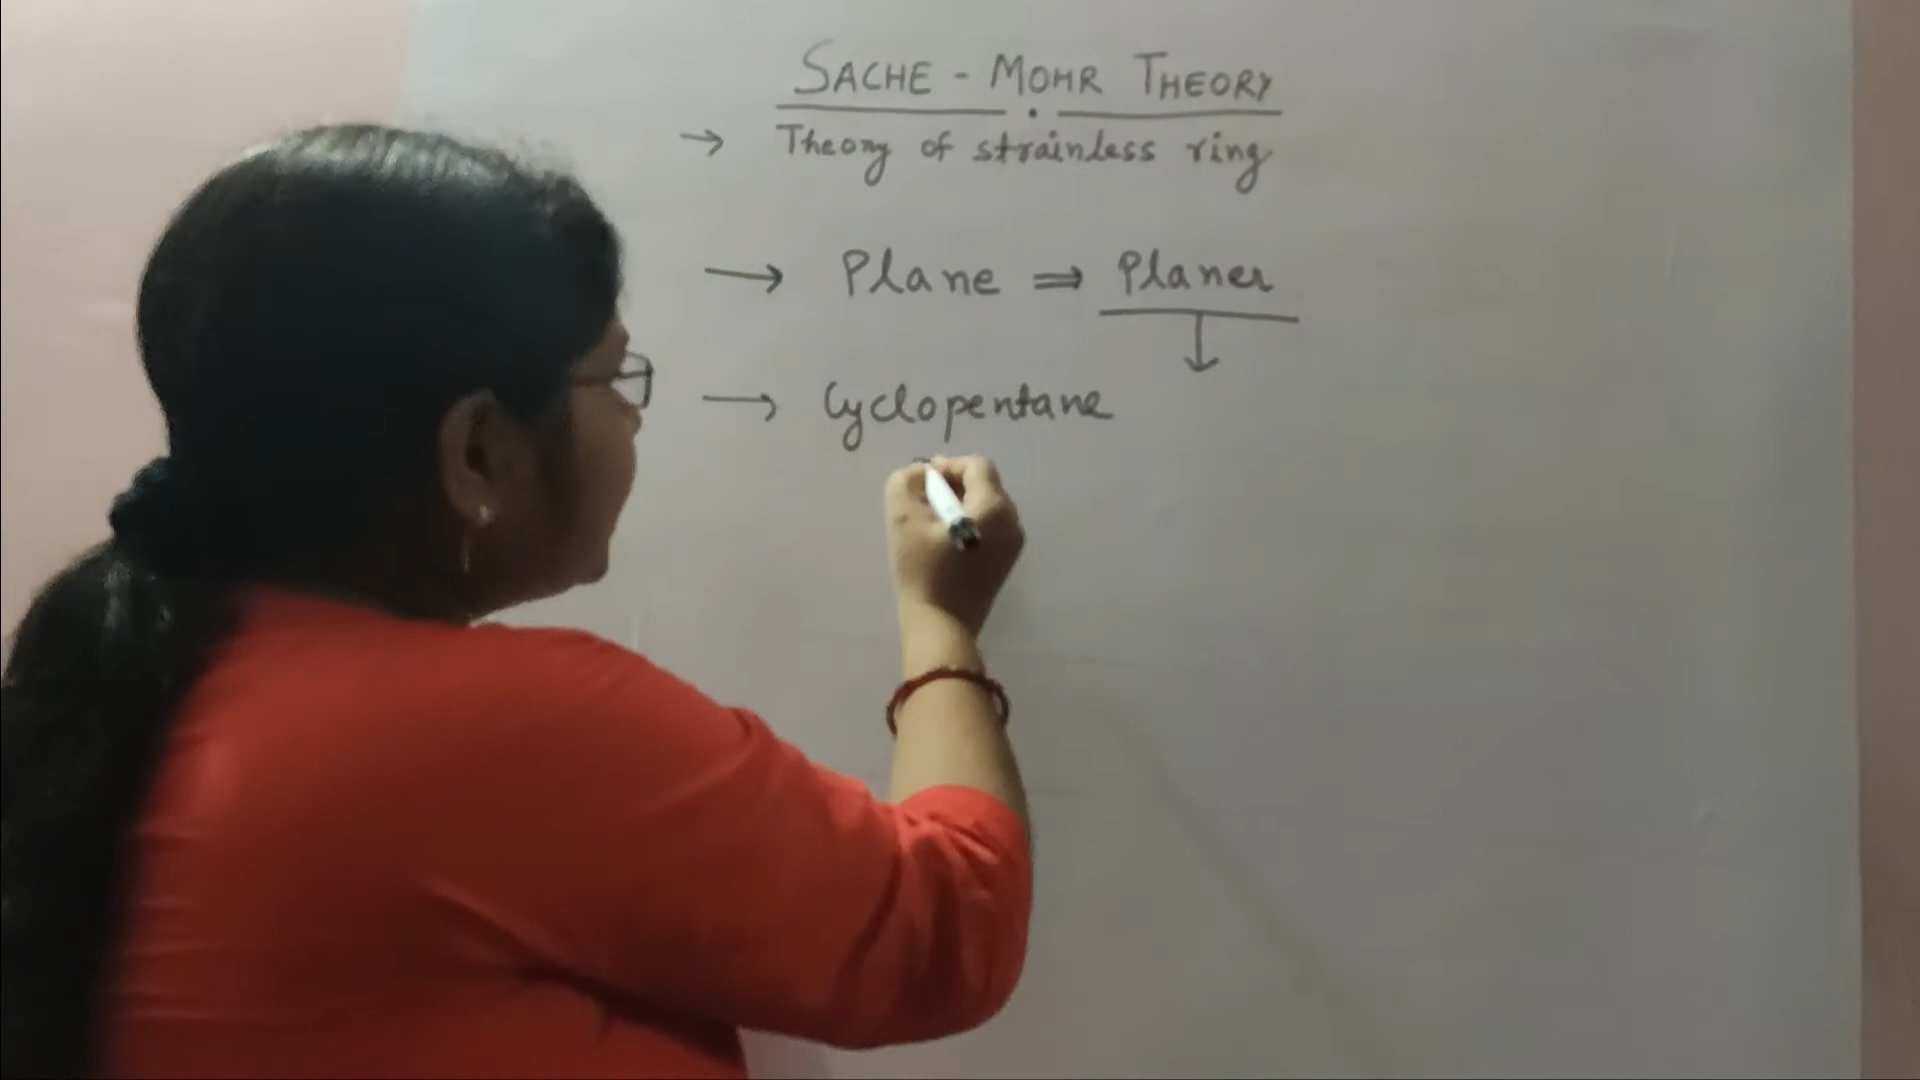 SACHE - MOHR THEORY
→ Theory of strainless ring
→ Plane ⇒ Planer
→ Cyclopentane